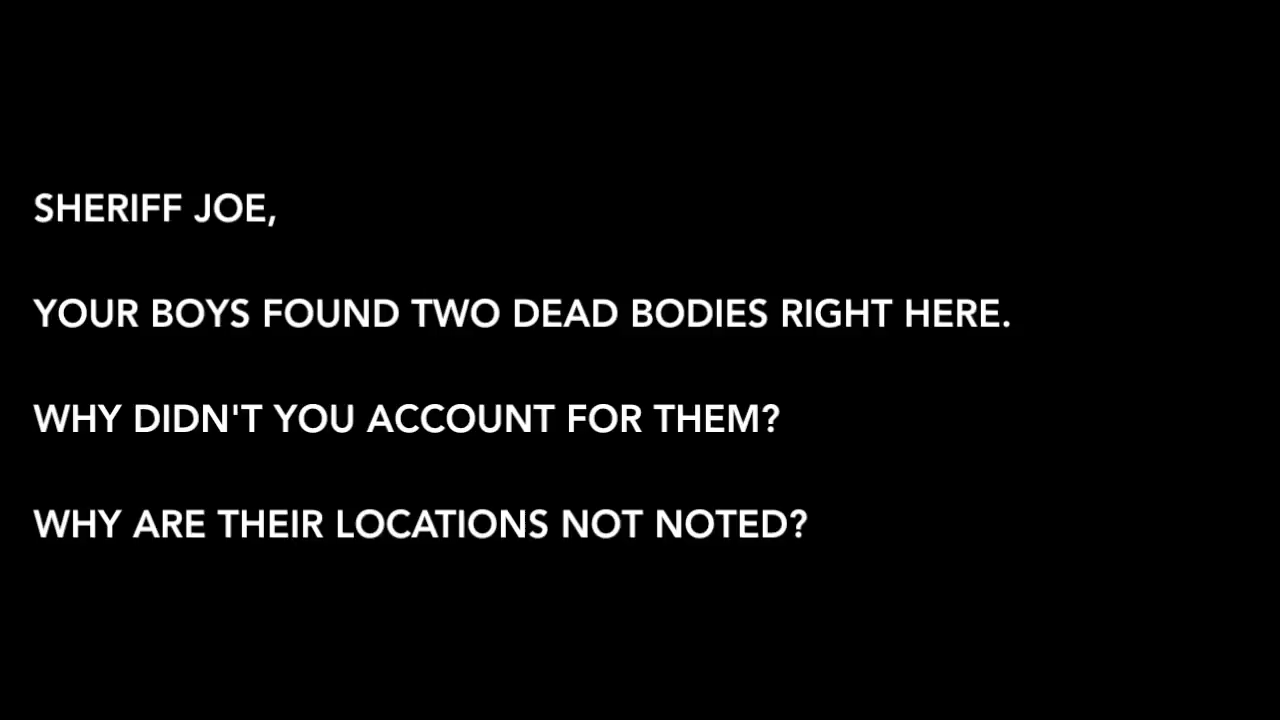 SHERIFF JOE,
YOUR BOYS FOUND TWO DEAD BODIES RIGHT HERE.
WHY DIDN'T YOU ACCOUNT FOR THEM?
WHY ARE THEIR LOCATIONS NOT NOTED?